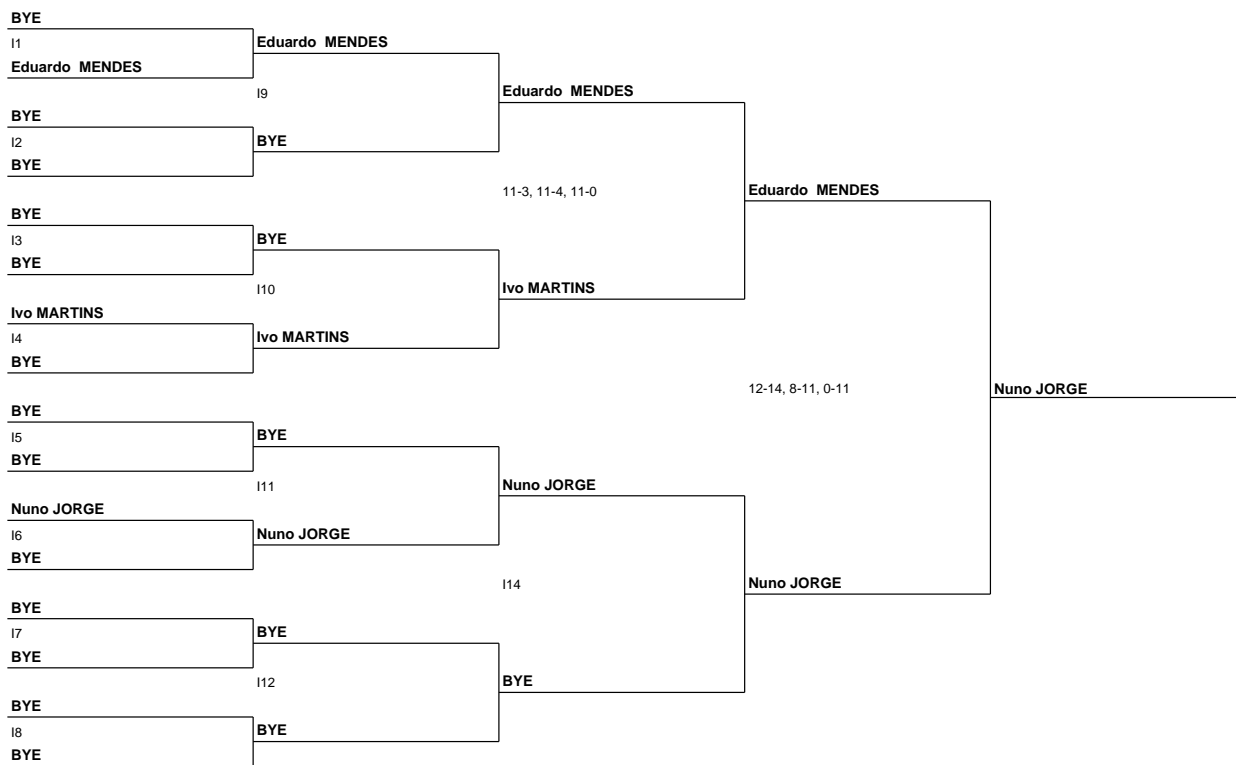 BYE
I1
Eduardo MENDES
BYE
I2
BYE
BYE
I3
BYE
Ivo MARTINS
I4
BYE
BYE
I5
BYE
Nuno JORGE
I6
BYE
BYE
I7
BYE
BYE
I8
BYE
Eduardo MENDES
I9
BYE
BYE
I10
Ivo MARTINS
BYE
I11
Nuno JORGE
BYE
I12
BYE
Eduardo MENDES
11-3, 11-4, 11-0
Ivo MARTINS
Nuno JORGE
I14
BYE
Eduardo MENDES
12-14, 8-11, 0-11
Nuno JORGE
Nuno JORGE